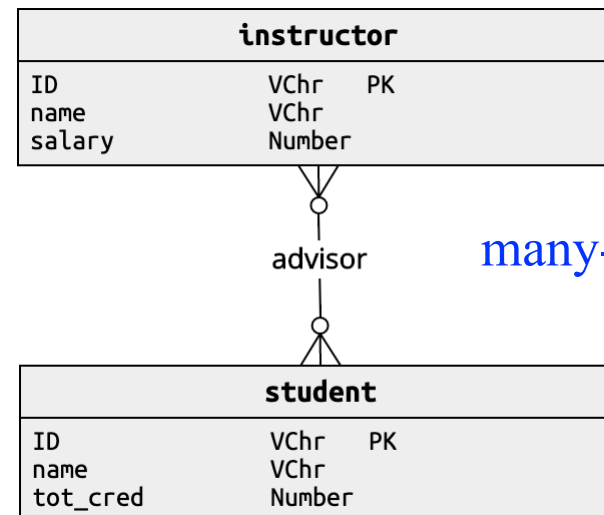 instructor
ID VChr PK
name VChr
salary Number
advisor
many-
student
ID VChr PK
name VChr
tot_cred Number